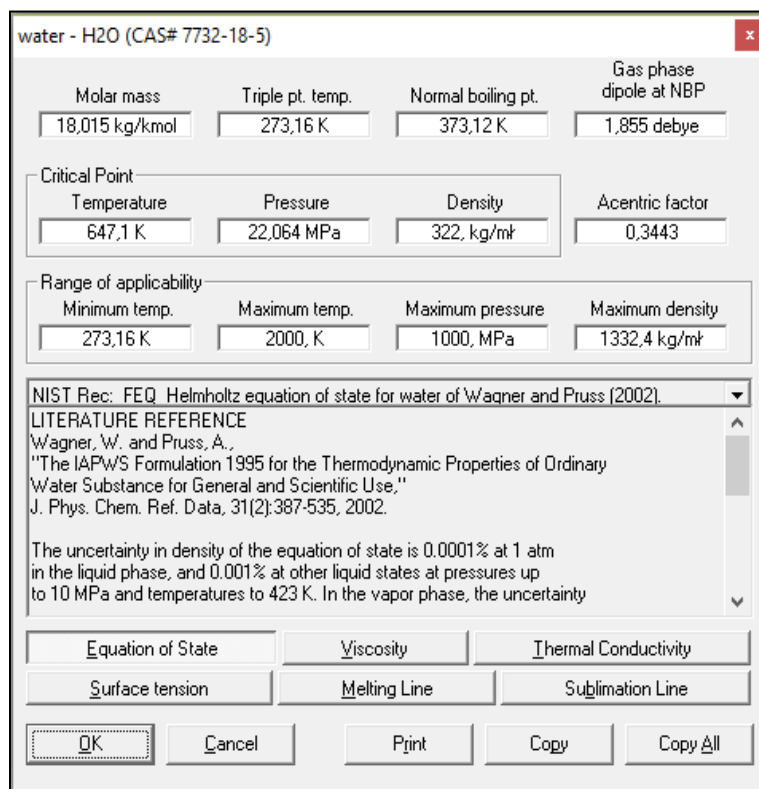 water - H2O (CAS# 7732-18-5)
x
Molar mass Triple pt. temp. Normal boiling pt. Gas phase dipole at NBP
18,015 kg/kmol 273,16 K 373,12 K 1,855 debye
Critical Point
Temperature Pressure Density Acentric factor
647,1 K 22,064 MPa 322, kg/mł 0,3443
Range of applicability
Minimum temp. Maximum temp. Maximum pressure Maximum density
273,16 K 2000, K 1000, MPa 1332,4 kg/mł
NIST Rec: FEQ Helmholtz equation of state for water of Wagner and Pruss (2002).
LITERATURE REFERENCE
Wagner, W. and Pruss, A.,
"The IAPWS Formulation 1995 for the Thermodynamic Properties of Ordinary
Water Substance for General and Scientific Use,"
J. Phys. Chem. Ref. Data, 31(2):387-535, 2002.
The uncertainty in density of the equation of state is 0.0001% at 1 atm
in the liquid phase, and 0.001% at other liquid states at pressures up
to 10 MPa and temperatures to 423 K. In the vapor phase, the uncertainty
Equation of State Viscosity Thermal Conductivity
Surface tension Melting Line Sublimation Line
OK Cancel Print Copy Copy All